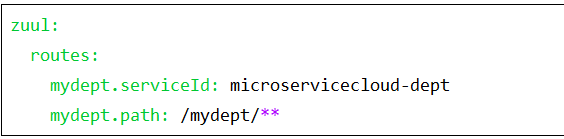 zuul:
  routes:
    mydept.serviceId: microservicecloud-dept
    mydept.path: /mydept/**